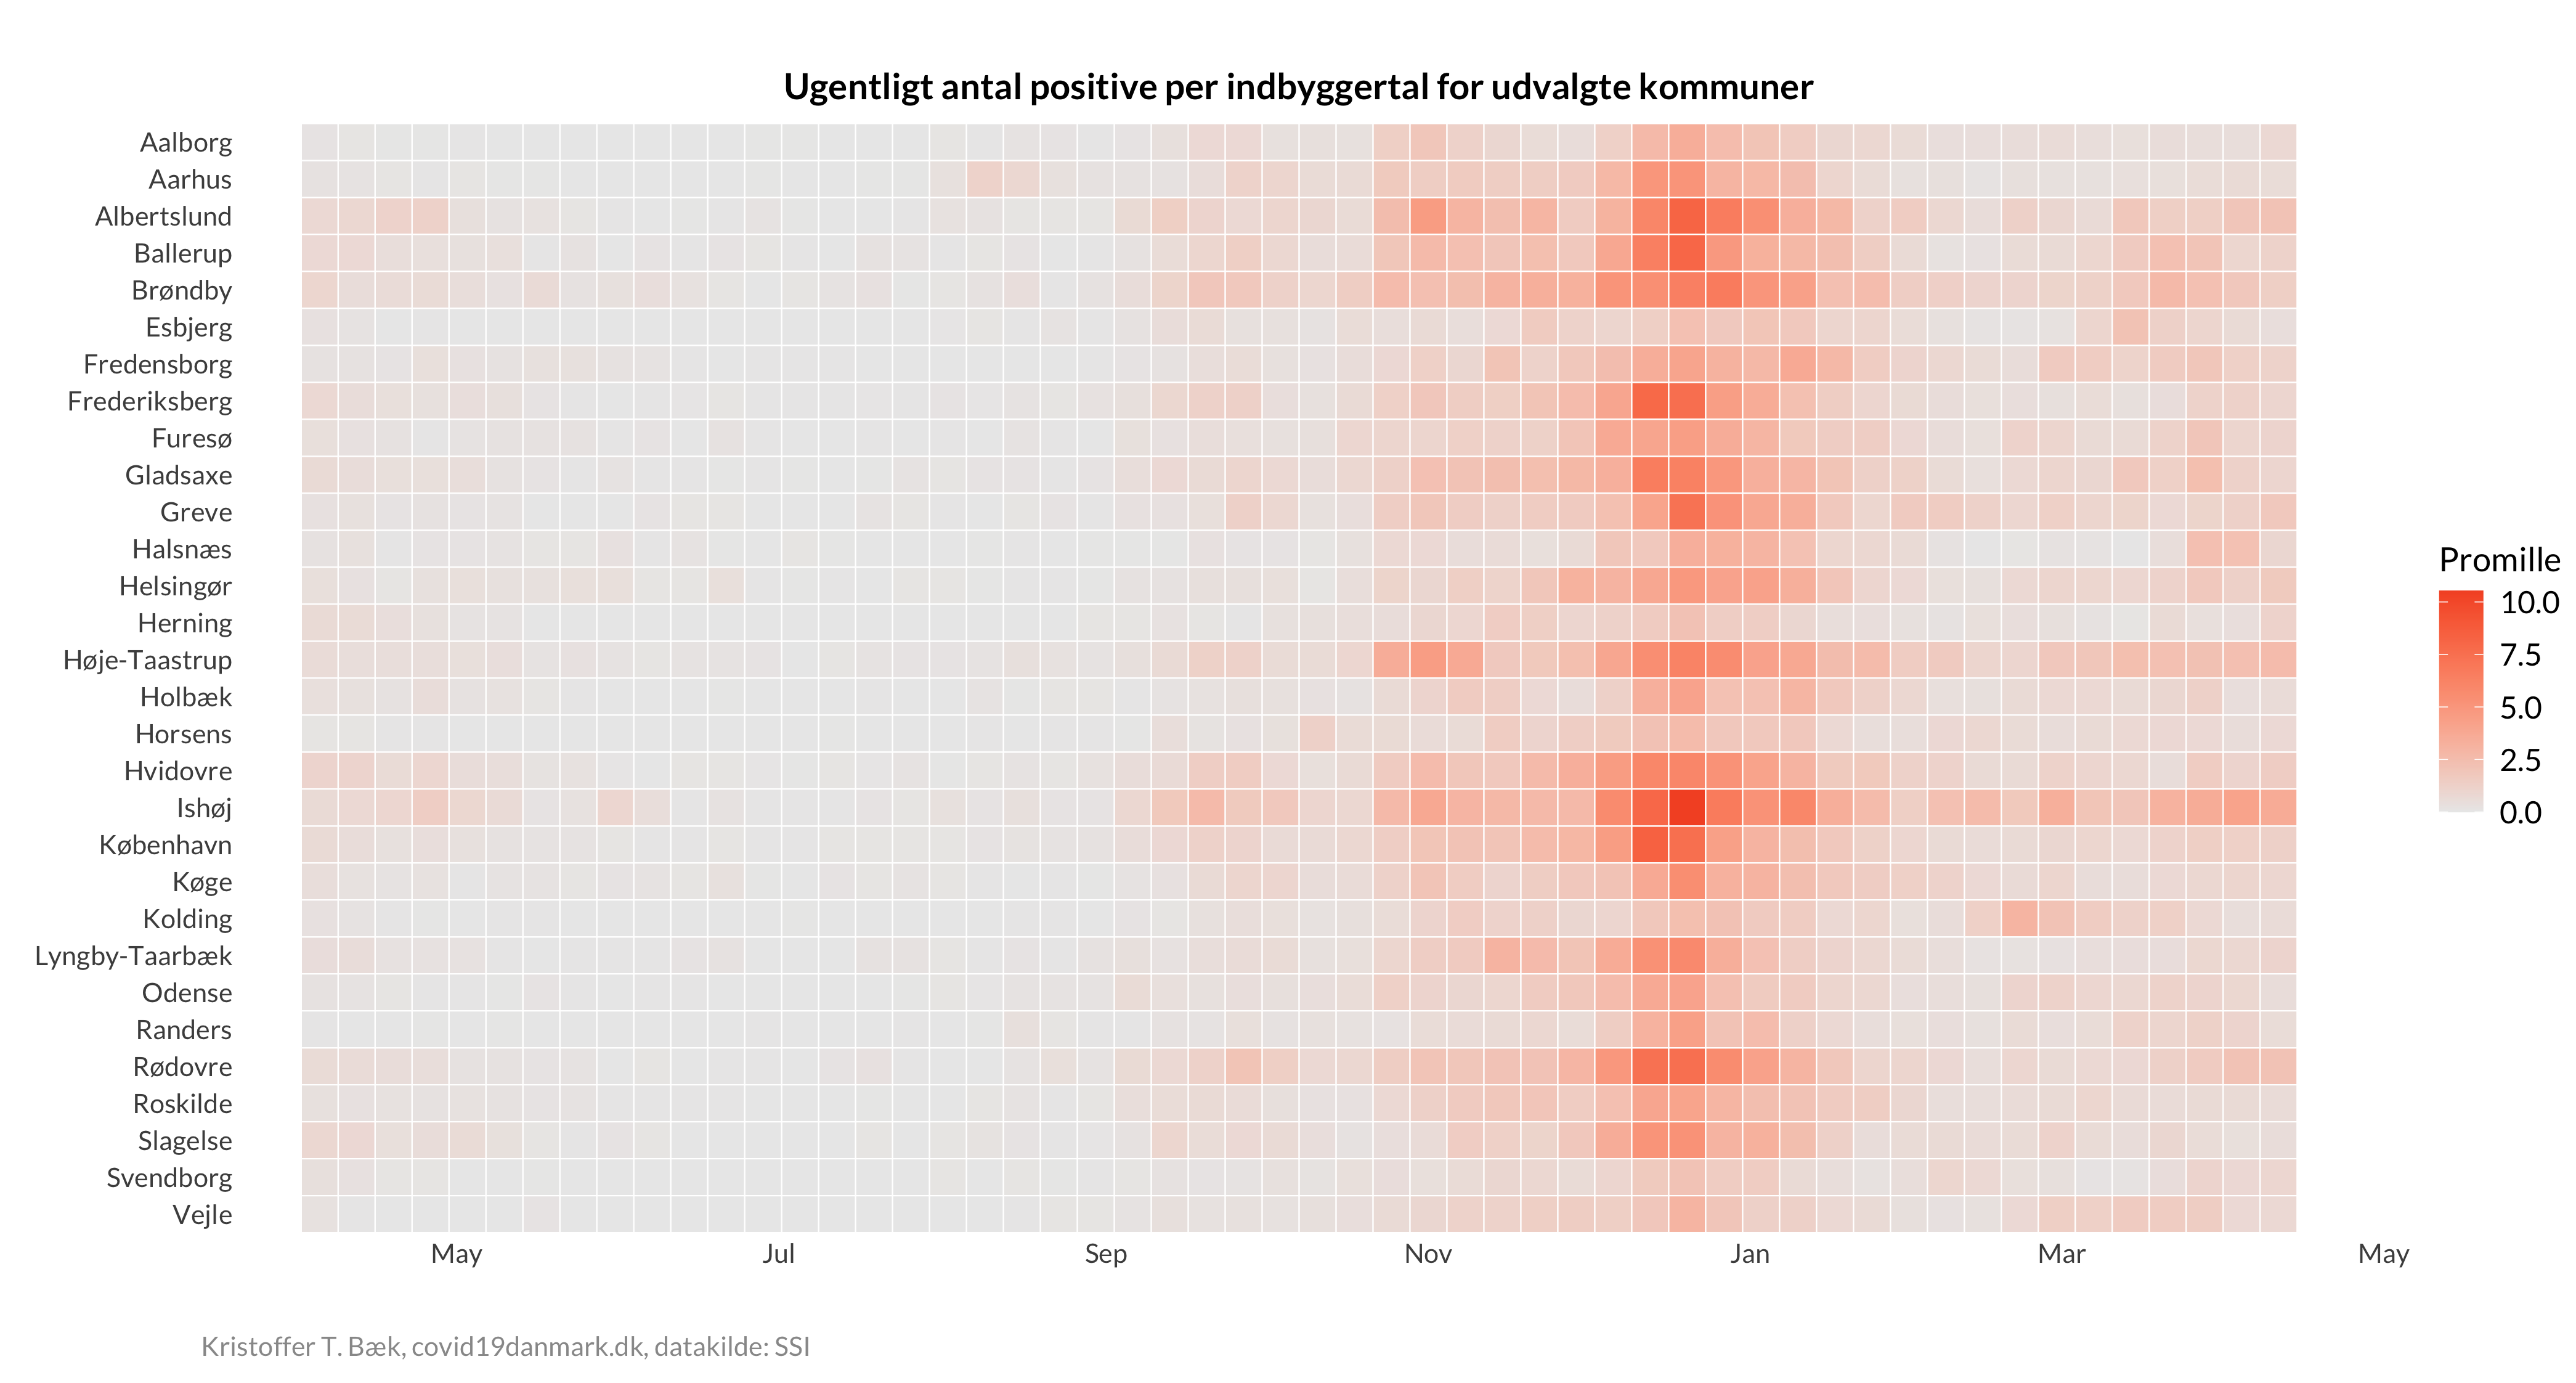 Ugentligt antal positive per indbyggertal for udvalgte kommuner
Aalborg
Aarhus
Albertslund
Ballerup
Brøndby
Esbjerg
Fredensborg
Frederiksberg
Furesø
Gladsaxe
Greve
Halsnæs
Helsingør
Herning
Høje-Taastrup
Holbæk
Horsens
Hvidovre
Ishøj
København
Køge
Kolding
Lyngby-Taarbæk
Odense
Randers
Rødovre
Roskilde
Slagelse
Svendborg
Vejle
May Jul Sep Nov Jan Mar May
Promille
10.0
7.5
5.0
2.5
0.0
Kristoffer T. Bæk, covid19danmark.dk, datakilde: SSI